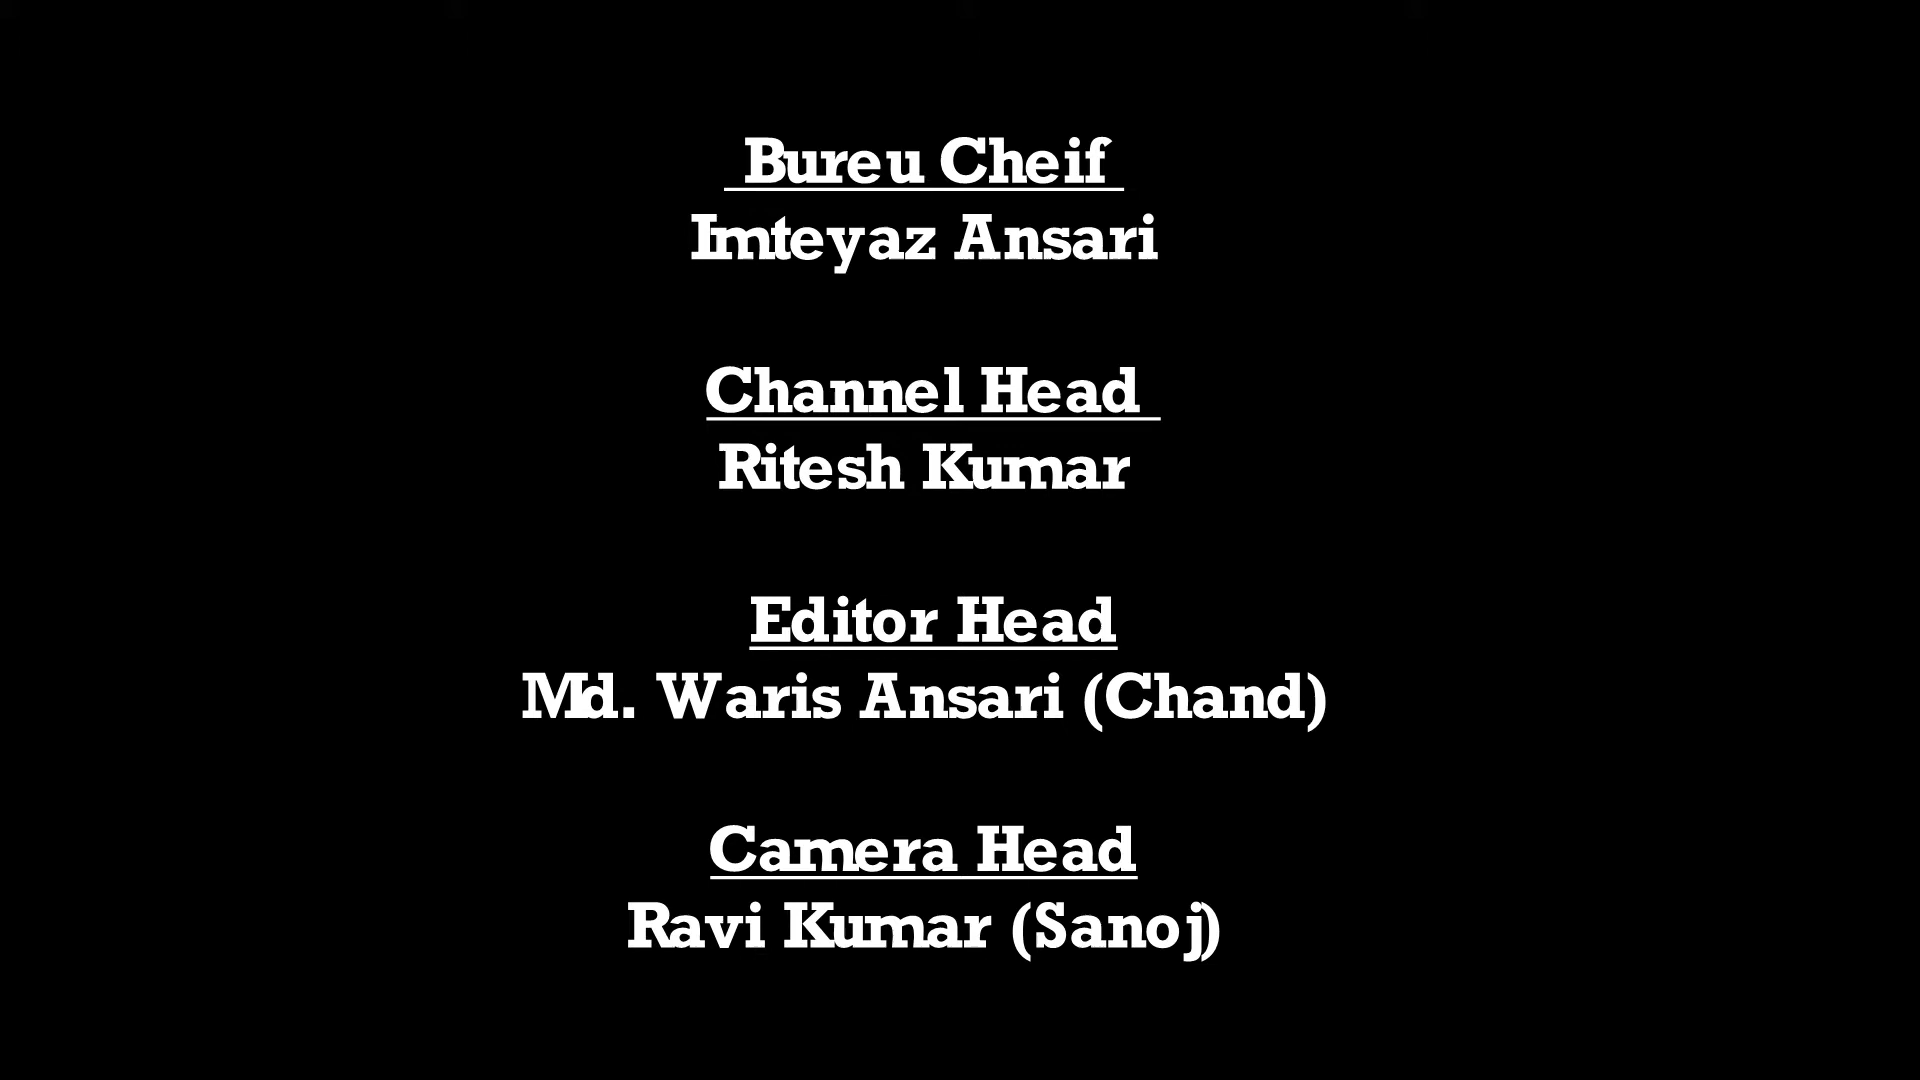 Bureu Cheif
Imteyaz Ansari
Channel Head
Ritesh Kumar
Editor Head
Md. Waris Ansari (Chand)
Camera Head
Ravi Kumar (Sanoj)